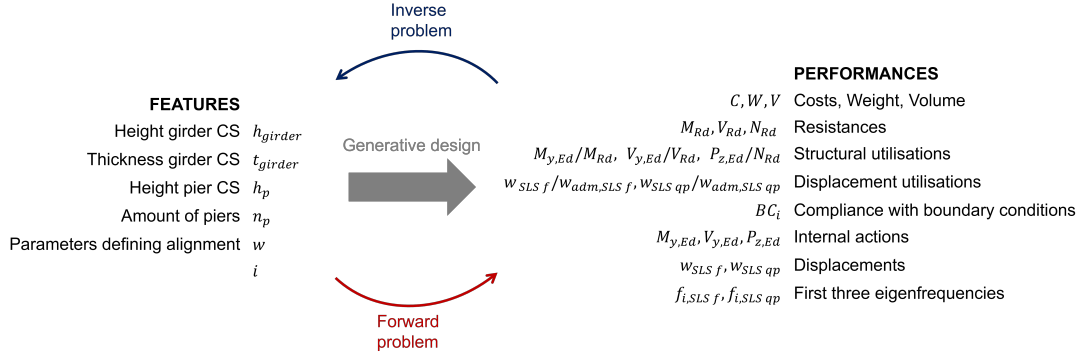 Inverse
problem
FEATURES
Height girder CS h_girder
Thickness girder CS t_girder
Height pier CS h_p
Amount of piers n_p
Parameters defining alignment w
i
Generative design
PERFORMANCES
C, W, V Costs, Weight, Volume
M_Rd, V_Rd, N_Rd Resistances
M_y,Ed/M_Rd, V_y,Ed/V_Rd, P_z,Ed/N_Rd Structural utilisations
w_SLS f/w_adm,SLS f, w_SLS qp/w_adm,SLS qp Displacement utilisations
BC_i Compliance with boundary conditions
M_y,Ed, V_y,Ed, P_z,Ed Internal actions
w_SLS f, w_SLS qp Displacements
f_i,SLS f, f_i,SLS qp First three eigenfrequencies
Forward
problem